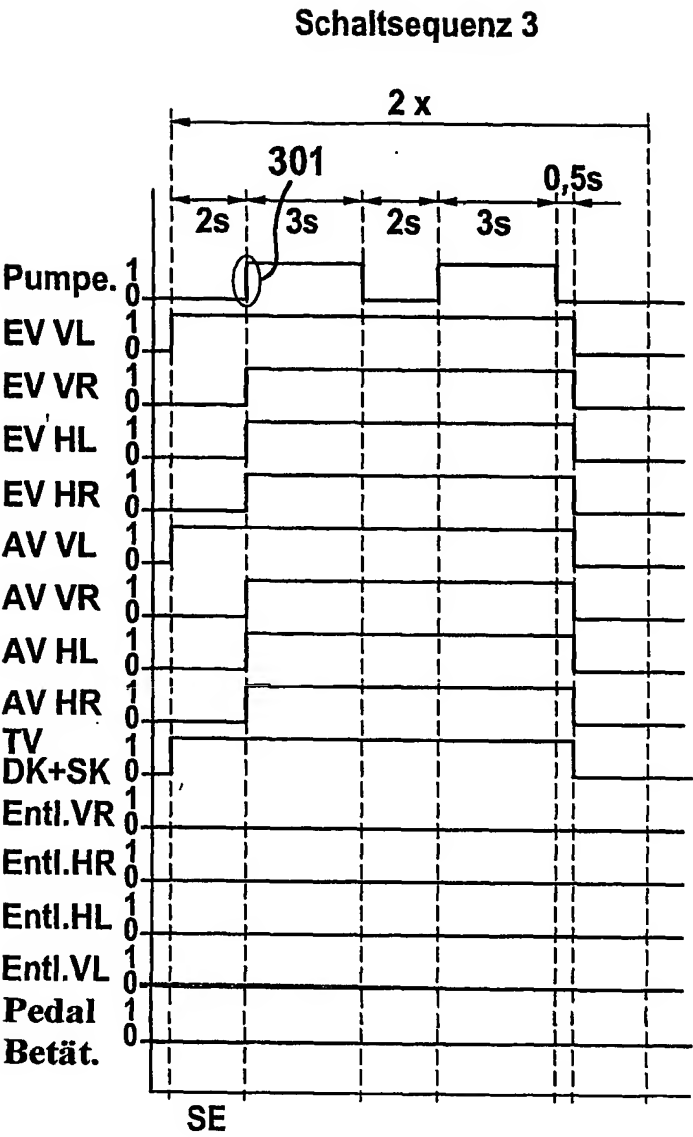 Schaltsequenz 3
2 x
301
0,5s
2s 3s 2s 3s
Pumpe. 1 0
EV VL 1 0
EV VR 1 0
EV HL 1 0
EV HR 1 0
AV VL 1 0
AV VR 1 0
AV HL 1 0
AV HR 1 0
TV
DK+SK 1 0
Entl.VR 1 0
Entl.HR 1 0
Entl.HL 1 0
Entl.VL 1 0
Pedal 1
Betät. 0
SE